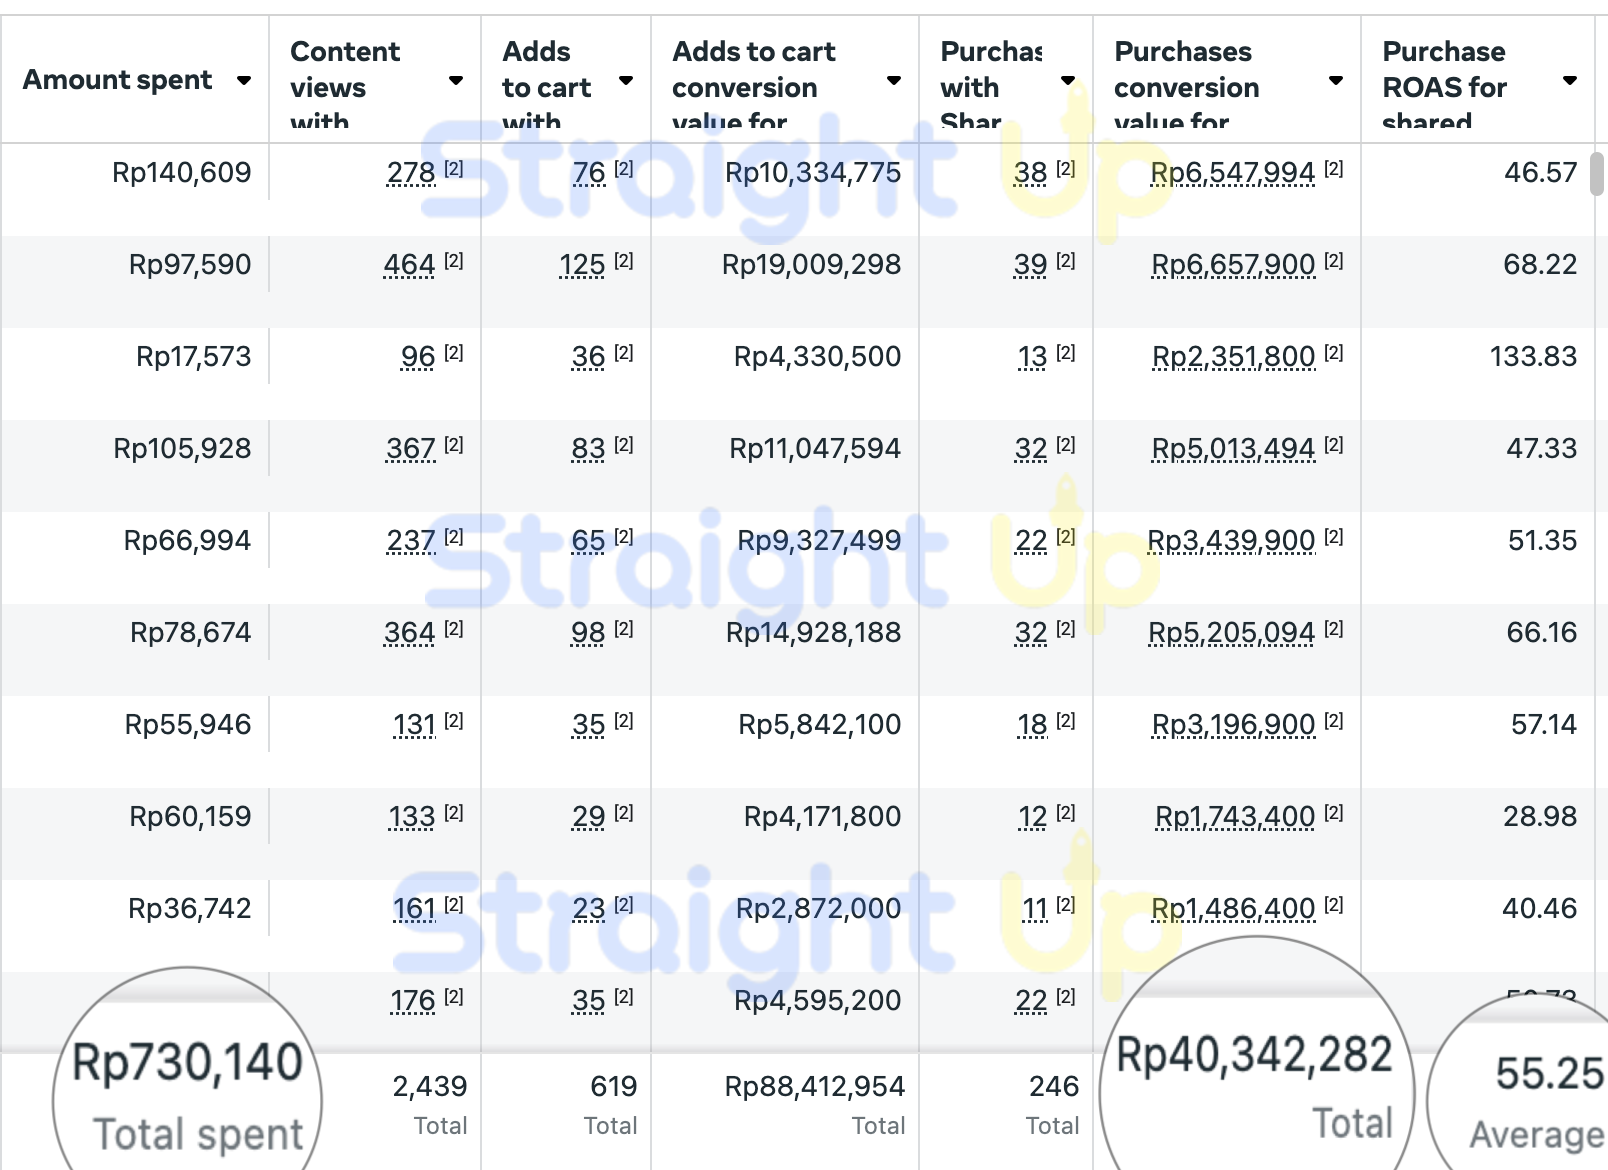 Amount spent
Content views with
Adds to cart with
Adds to cart conversion value for
Purchas with Shar
Purchases conversion value for
Purchase ROAS for shared
Rp140,609 278 [2] 76 [2] Rp10,334,775 38 [2] Rp6,547,994 [2] 46.57
Rp97,590 464 [2] 125 [2] Rp19,009,298 39 [2] Rp6,657,900 [2] 68.22
Rp17,573 96 [2] 36 [2] Rp4,330,500 13 [2] Rp2,351,800 [2] 133.83
Rp105,928 367 [2] 83 [2] Rp11,047,594 32 [2] Rp5,013,494 [2] 47.33
Rp66,994 237 [2] 65 [2] Rp9,327,499 22 [2] Rp3,439,900 [2] 51.35
Rp78,674 364 [2] 98 [2] Rp14,928,188 32 [2] Rp5,205,094 [2] 66.16
Rp55,946 131 [2] 35 [2] Rp5,842,100 18 [2] Rp3,196,900 [2] 57.14
Rp60,159 133 [2] 29 [2] Rp4,171,800 12 [2] Rp1,743,400 [2] 28.98
Rp36,742 161 [2] 23 [2] Rp2,872,000 11 [2] Rp1,486,400 [2] 40.46
176 [2] 35 [2] Rp4,595,200 22 [2]
Rp730,140 2,439 619 Rp88,412,954 246 Rp40,342,282 55.25
Total spent Total Total Total Total Total Average
Straight Up
Straight Up
Straight Up